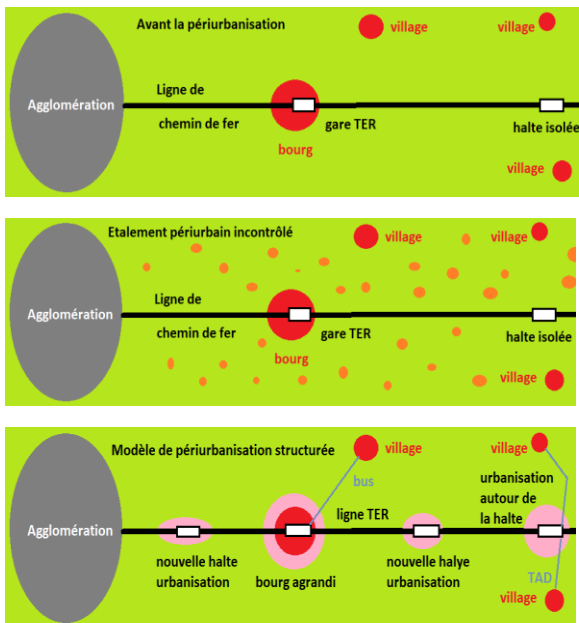 Avant la périurbanisation
village
village
Agglomération
Ligne de
chemin de fer
gare TER
halte isolée
bourg
village
Etalement périurbain incontrôlé
village
village
Agglomération
Ligne de
chemin de fer
gare TER
halte isolée
bourg
village
Modèle de périurbanisation structurée
village
village
bus
urbanisation
autour de
la halte
Agglomération
ligne TER
nouvelle halte
urbanisation
bourg agrandi
nouvelle halye
urbanisation
TAD
village